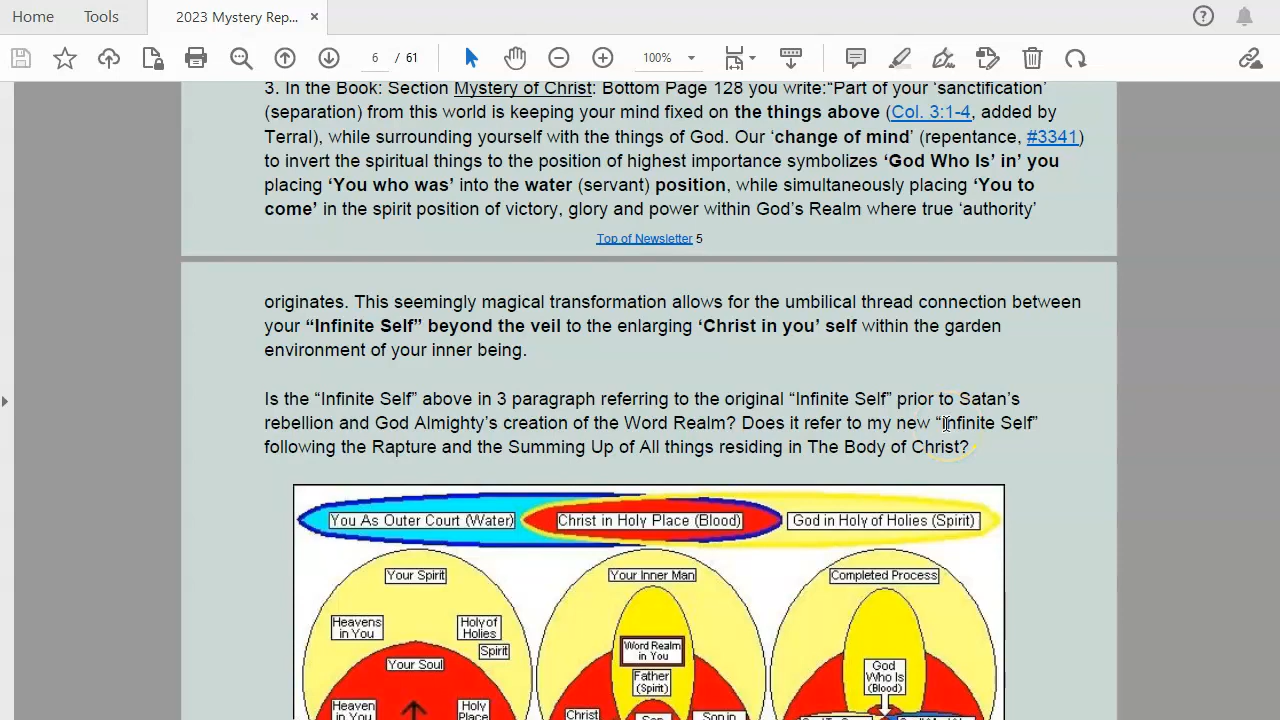 Home
Tools
2023 Mystery Rep... ×
6 / 61
100%
3. In the Book: Section Mystery of Christ: Bottom Page 128 you write:“Part of your ‘sanctification’
(separation) from this world is keeping your mind fixed on the things above (Col. 3:1-4, added by
Terral), while surrounding yourself with the things of God. Our ‘change of mind’ (repentance, #3341)
to invert the spiritual things to the position of highest importance symbolizes ‘God Who Is’ in’ you
placing ‘You who was’ into the water (servant) position, while simultaneously placing ‘You to
come’ in the spirit position of victory, glory and power within God’s Realm where true ‘authority’
Top of Newsletter 5
originates. This seemingly magical transformation allows for the umbilical thread connection between
your “Infinite Self” beyond the veil to the enlarging ‘Christ in you’ self within the garden
environment of your inner being.
Is the “Infinite Self” above in 3 paragraph referring to the original “Infinite Self” prior to Satan’s
rebellion and God Almighty’s creation of the Word Realm? Does it refer to my new “Infinite Self”
following the Rapture and the Summing Up of All things residing in The Body of Christ?
You As Outer Court (Water)
Christ in Holy Place (Blood)
God in Holy of Holies (Spirit)
Your Spirit
Your Inner Man
Completed Process
Heavens
in You
Holy of
Holies
Spirit
Your Soul
Word Realm
in You
Father
(Spirit)
God
Who Is
(Blood)
Heaven
in You
Holy
Place
Christ
Son
Son in